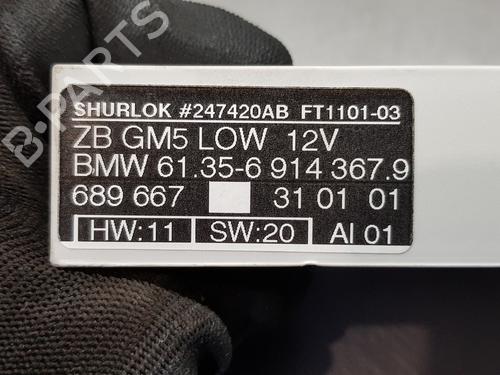 SHURLOK #247420AB FT1101-03
ZB GM5 LOW 12V
BMW 61.35-6 914 367.9
689 667 31 01 01
HW:11 SW:20 AI 01
B-PARTS